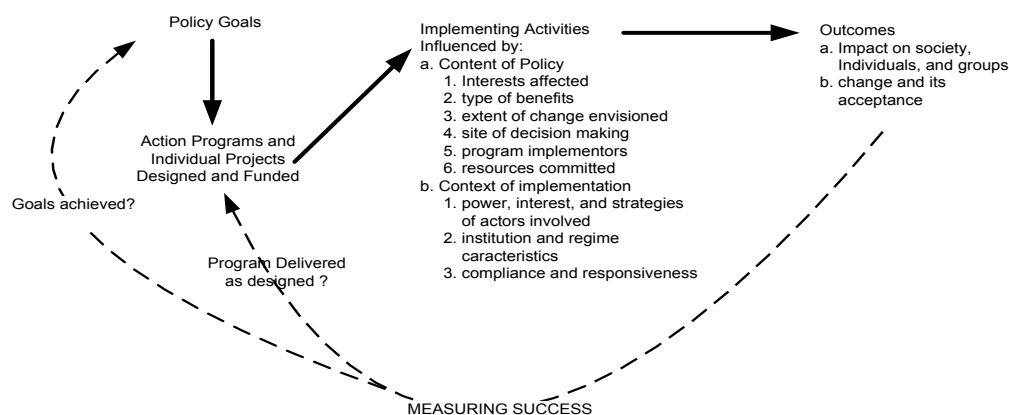 Policy Goals
Action Programs and
Individual Projects
Designed and Funded
Goals achieved?
Program Delivered
as designed ?
Implementing Activities
Influenced by:
a. Content of Policy
1. Interests affected
2. type of benefits
3. extent of change envisioned
4. site of decision making
5. program implementors
6. resources committed
b. Context of implementation
1. power, interest, and strategies
of actors involved
2. institution and regime
caracteristics
3. compliance and responsiveness
Outcomes
a. Impact on society,
Individuals, and groups
b. change and its
acceptance
MEASURING SUCCESS